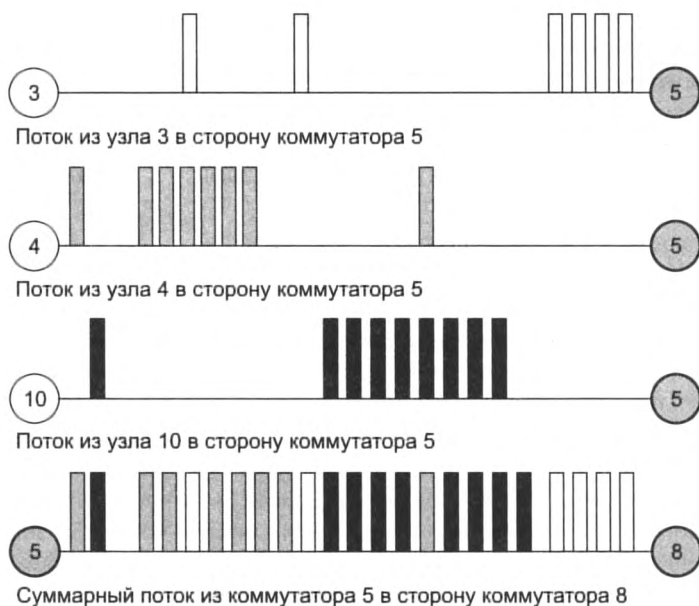 3 5
Поток из узла 3 в сторону коммутатора 5
4 5
Поток из узла 4 в сторону коммутатора 5
10 5
Поток из узла 10 в сторону коммутатора 5
5 8
Суммарный поток из коммутатора 5 в сторону коммутатора 8